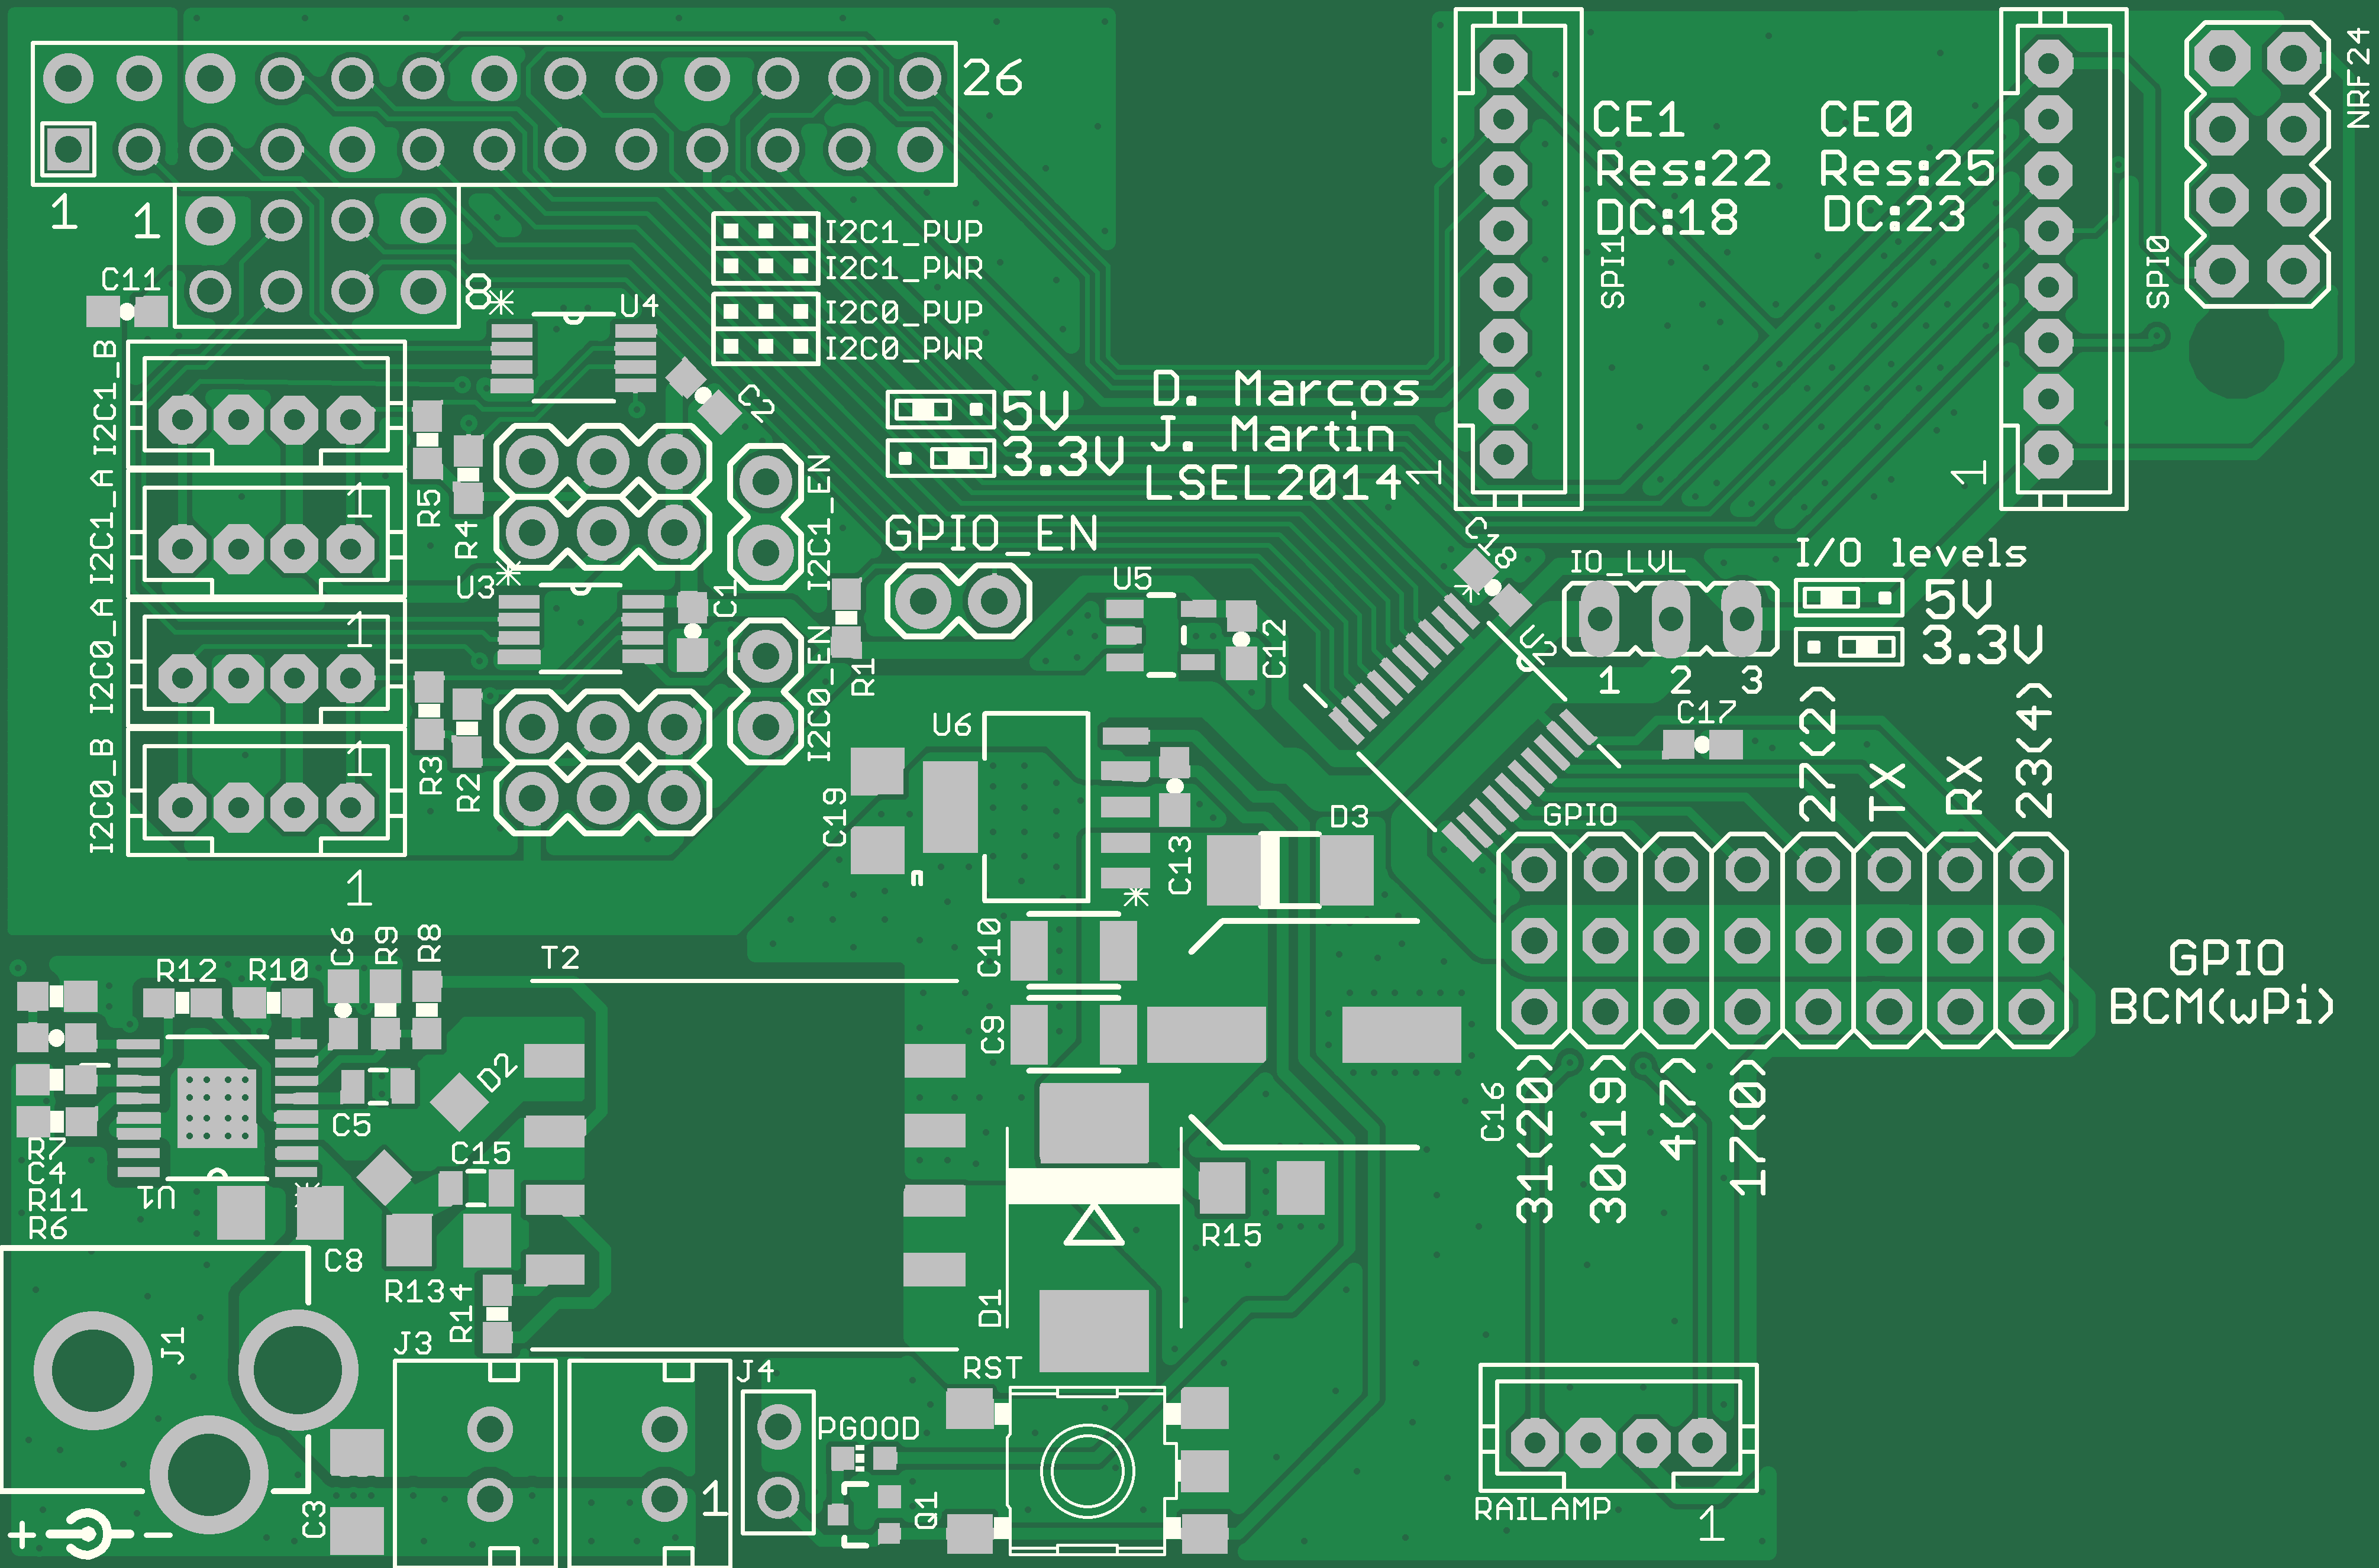 26
1
1
8
C11
U4
I2C1_PUP
I2C1_PWR
I2C0_PUP
I2C0_PWR
CE1
Res:22
DC:18
CE0
Res:25
DC:23
SPI1
SPI0
NRF24
1
1
5V
3.3V
D. Marcos
J. Martin
LSEL2014
GPIO_EN
C2
I2C1_B
I2C1_A
I2C0_A
I2C0_B
1
1
1
1
R5
R4
U3
C1
I2C1_EN
I2C0_EN
R1
R3
R2
U5
C12
C18
U2
IO_LVL
1
2
3
I/O levels
5V
3.3V
C17
U6
C19
C13
D3
GPIO
27(2)
TX
RX
23(4)
GPIO
BCM(wPi)
31(20)
30(19)
4(7)
17(0)
C16
C10
C9
T2
C6
R9
R8
R12
R10
D2
C5
C15
R7
C4
R11
R6
U1
C8
R13
R14
J1
J3
J4
C3
1
+
-
PGOOD
Q1
RST
D1
R15
RAILAMP
1